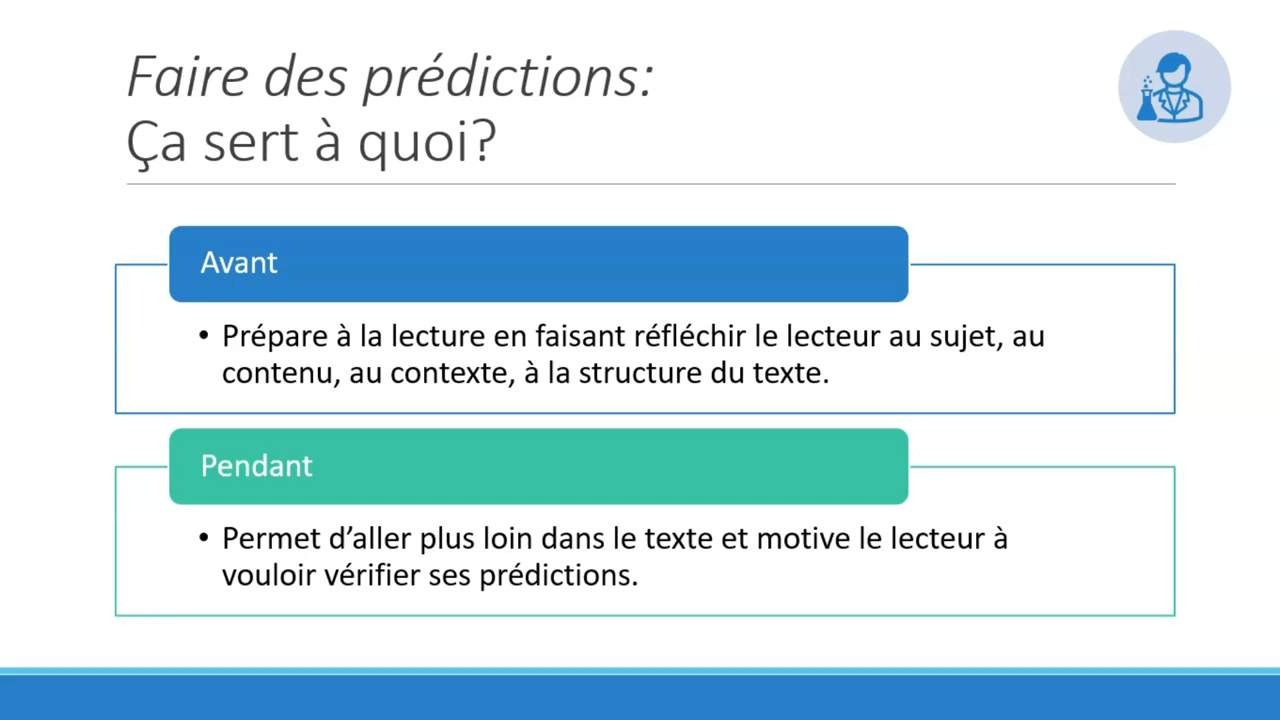 Faire des prédictions:
Ça sert à quoi?
Avant
• Prépare à la lecture en faisant réfléchir le lecteur au sujet, au
contenu, au contexte, à la structure du texte.
Pendant
• Permet d’aller plus loin dans le texte et motive le lecteur à
vouloir vérifier ses prédictions.